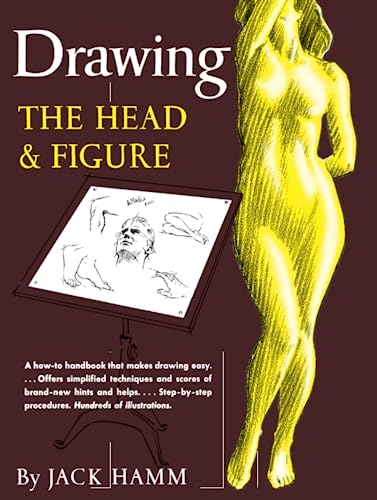 Drawing
THE HEAD
& FIGURE
A how-to handbook that makes drawing easy.
. . . Offers simplified techniques and scores of
brand-new hints and helps. . . . Step-by-step
procedures. Hundreds of illustrations.
By JACK HAMM